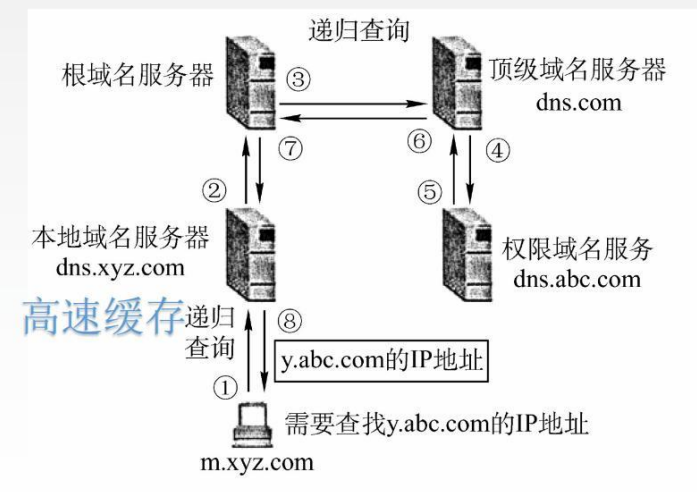 递归查询
根域名服务器
③
顶级域名服务器
dns.com
⑦
⑥
④
②
⑤
本地域名服务器
dns.xyz.com
权限域名服务
dns.abc.com
高速缓存
递归
查询
⑧
y.abc.com的IP地址
①
需要查找y.abc.com的IP地址
m.xyz.com